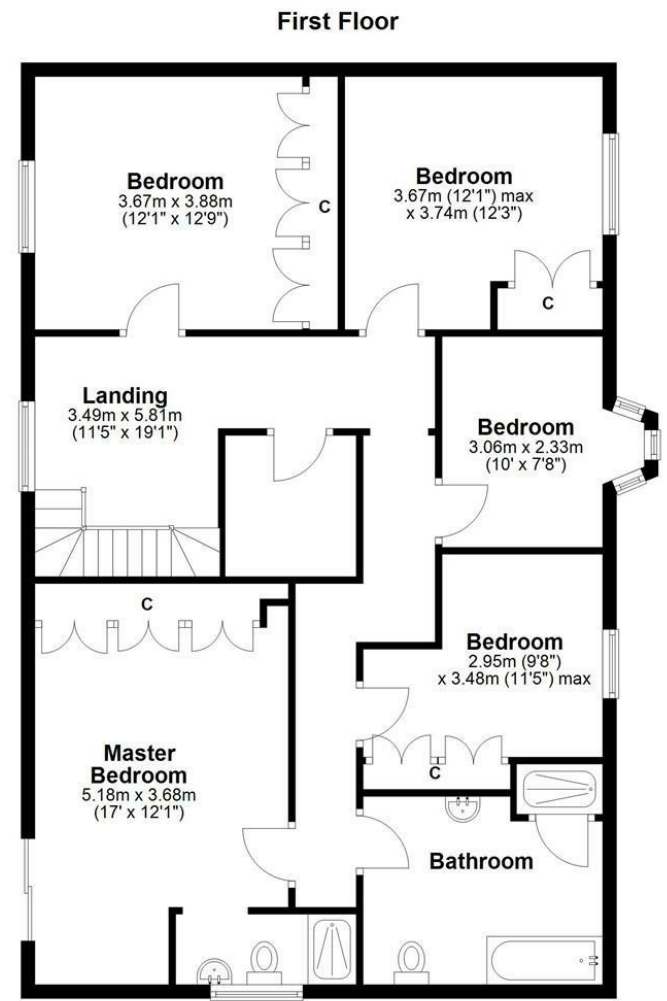 First Floor
Bedroom
3.67m x 3.88m
(12'1" x 12'9")
C
Bedroom
3.67m (12'1") max
x 3.74m (12'3")
C
Landing
3.49m x 5.81m
(11'5" x 19'1")
Bedroom
3.06m x 2.33m
(10' x 7'8")
C
Bedroom
2.95m (9'8")
x 3.48m (11'5") max
C
Master
Bedroom
5.18m x 3.68m
(17' x 12'1")
Bathroom